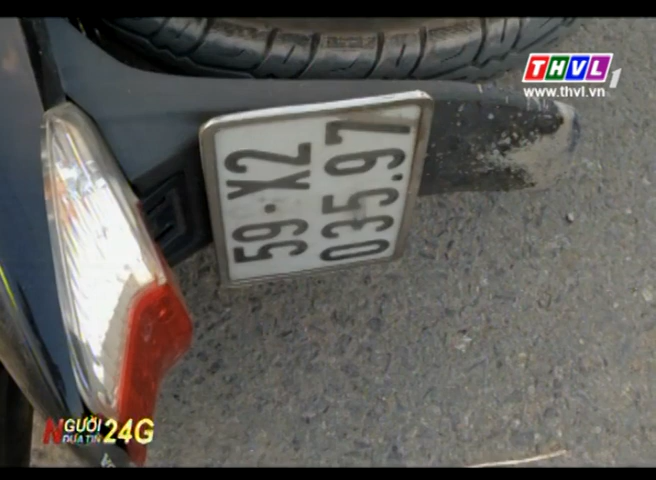 THVL1
www.thvl.vn
59-X2
035.97
NGƯỜI
ĐƯA TIN 24G